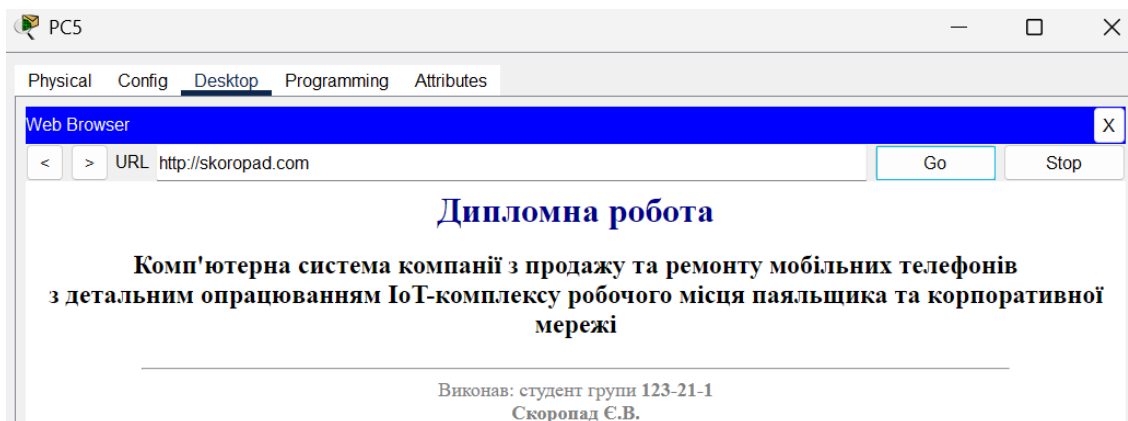 PC5
Physical Config Desktop Programming Attributes
Web Browser X
< > URL http://skoropad.com Go Stop
Дипломна робота
Комп'ютерна система компанії з продажу та ремонту мобільних телефонів
з детальним опрацюванням IoT-комплексу робочого місця паяльщика та корпоративної
мережі
Виконав: студент групи 123-21-1
Скоропад Є.В.